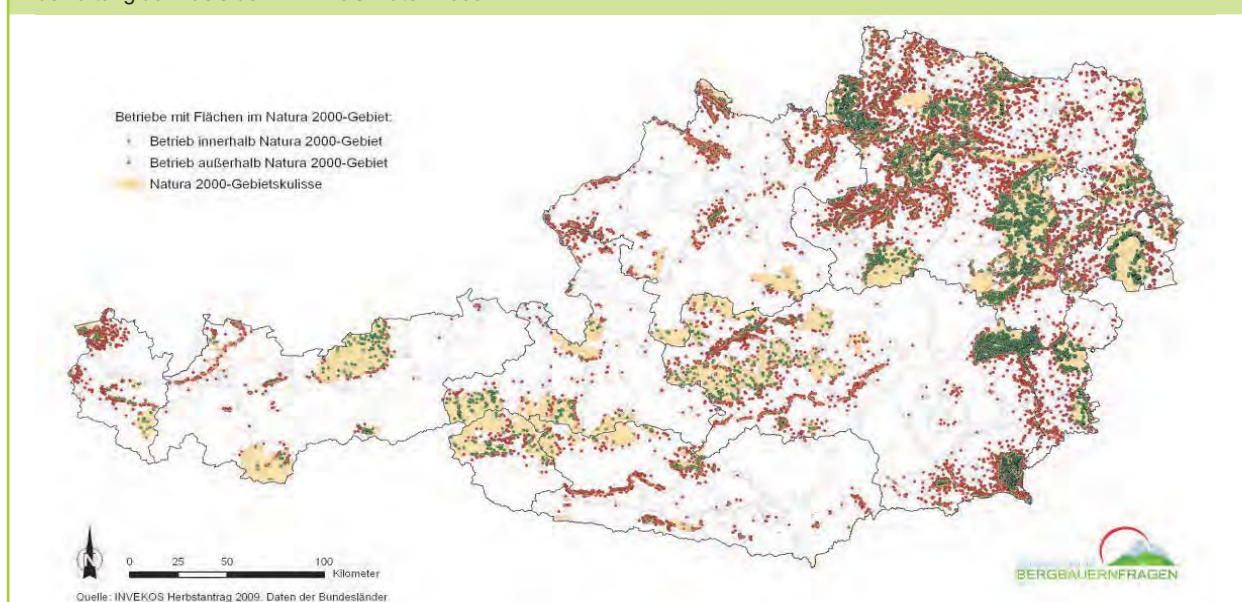 Betriebe mit Flächen im Natura 2000-Gebiet:
Betrieb innerhalb Natura 2000-Gebiet
Betrieb außerhalb Natura 2000-Gebiet
Natura 2000-Gebietskulisse
N
0 25 50 100
Kilometer
BERGBAUERNFRAGEN
Quelle: INVEKOS Herbstantrag 2009, Daten der Bundesländer